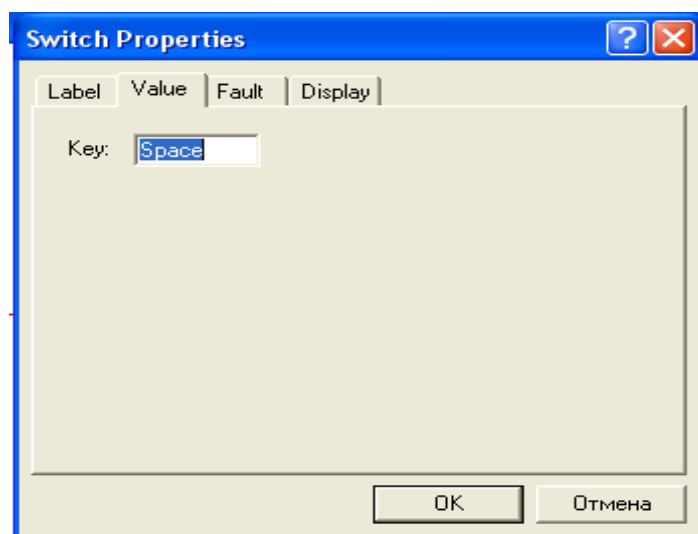 Switch Properties
Label Value Fault Display
Key: Space
OK Отмена